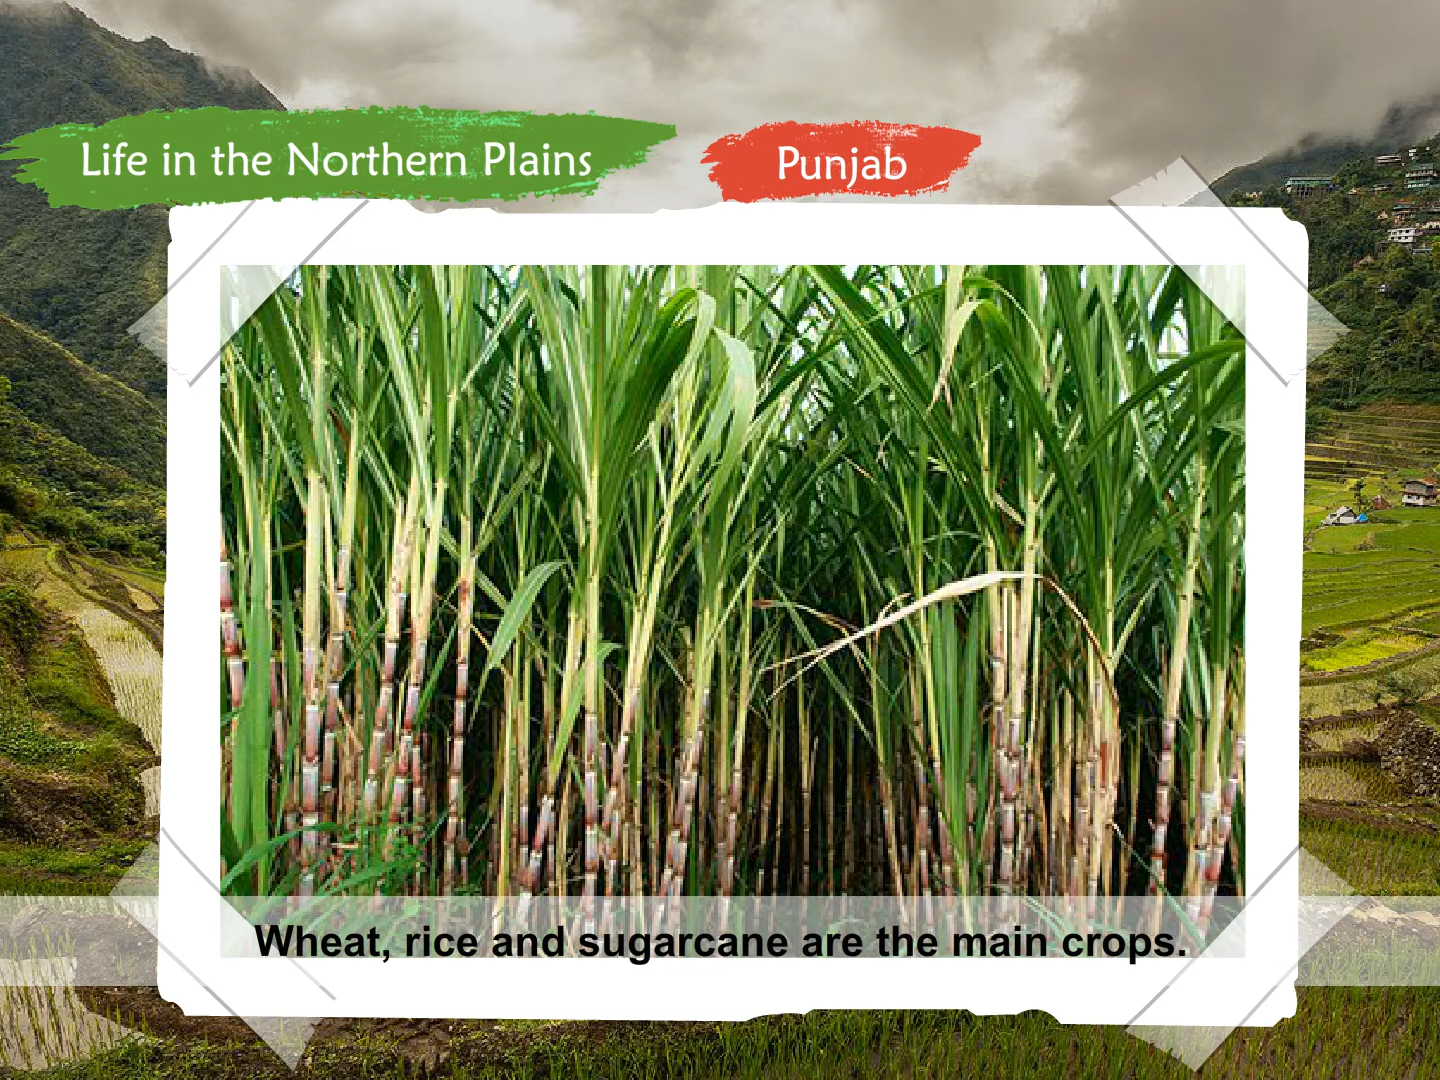 Life in the Northern Plains
Punjab
Wheat, rice and sugarcane are the main crops.